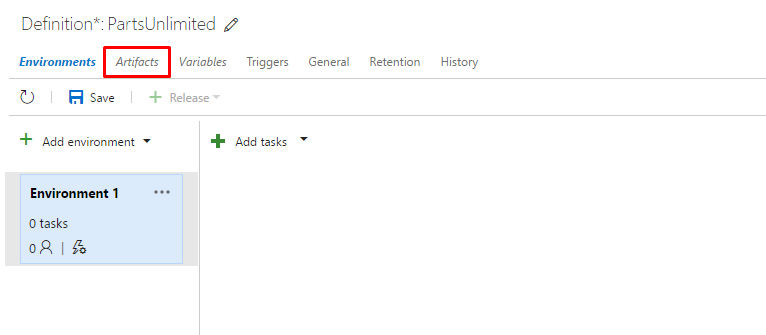 Definition*: PartsUnlimited
Environments Artifacts Variables Triggers General Retention History
Save Release
Add environment Add tasks
Environment 1 ...
0 tasks
0 |